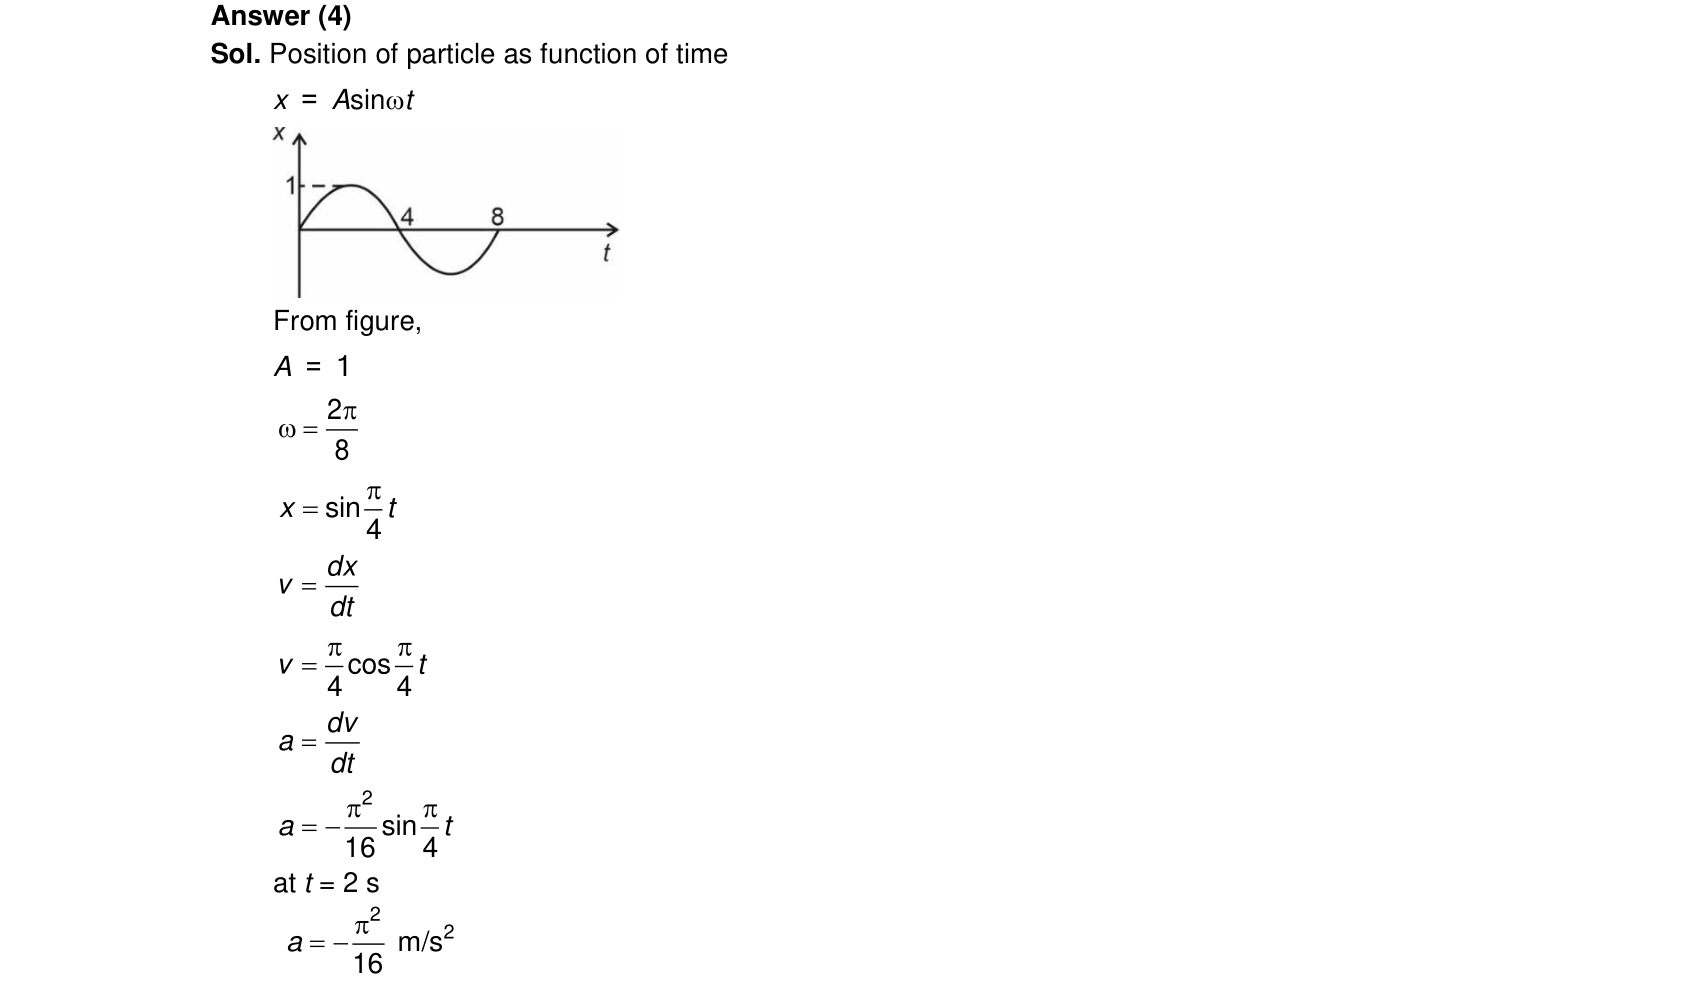 Answer (4)
Sol. Position of particle as function of time
x = Asinωt
x
1
4 8
t
From figure,
A = 1
ω = 2π/8
x = sin π/4 t
v = dx/dt
v = π/4 cos π/4 t
a = dv/dt
a = −π²/16 sin π/4 t
at t = 2 s
a = −π²/16 m/s²